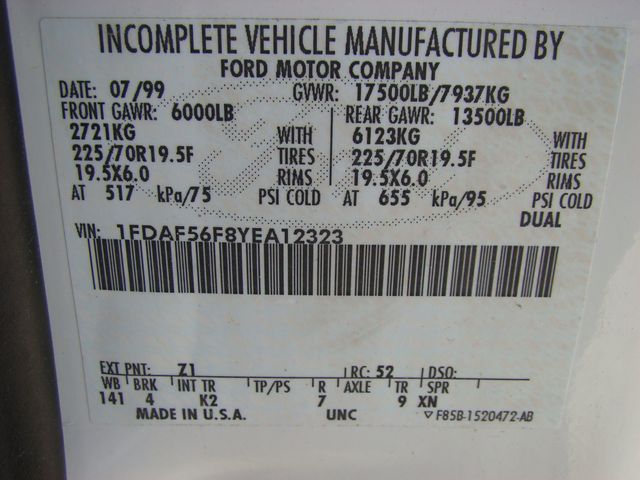 INCOMPLETE VEHICLE MANUFACTURED BY
FORD MOTOR COMPANY
DATE: 07/99 GVWR: 17500LB/7937KG
FRONT GAWR: 6000LB REAR GAWR: 13500LB
2721KG WITH 6123KG WITH
225/70R19.5F TIRES 225/70R19.5F TIRES
19.5X6.0 RIMS 19.5X6.0 RIMS
AT 517 kPa/75 PSI COLD AT 655 kPa/95 PSI COLD
DUAL
VIN: 1FDAF56F8YEA12323
EXT PNT: Z1 RC: 52 DSO:
WB BRK INT TR TP/PS R AXLE TR SPR
141 4 K2 7 9 XN
MADE IN U.S.A. UNC ▽ F85B-1520472-AB